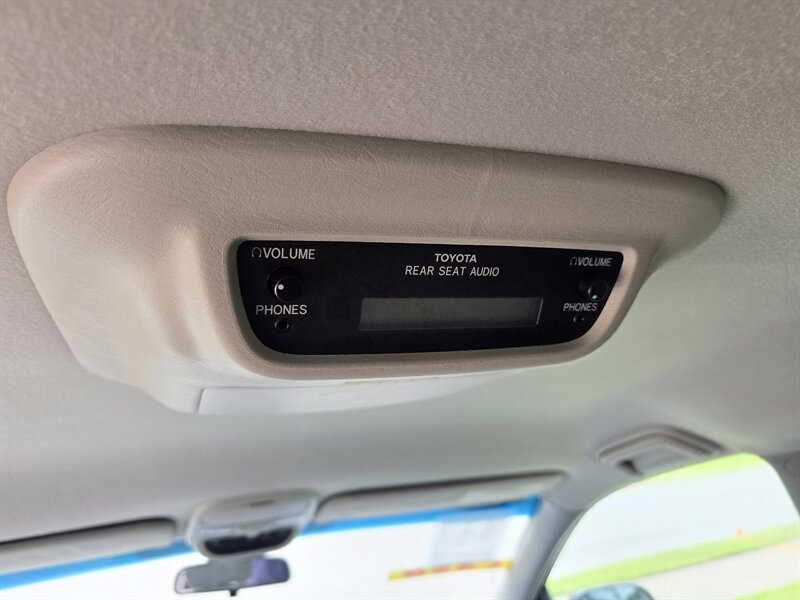 VOLUME
TOYOTA
REAR SEAT AUDIO
VOLUME
PHONES
PHONES